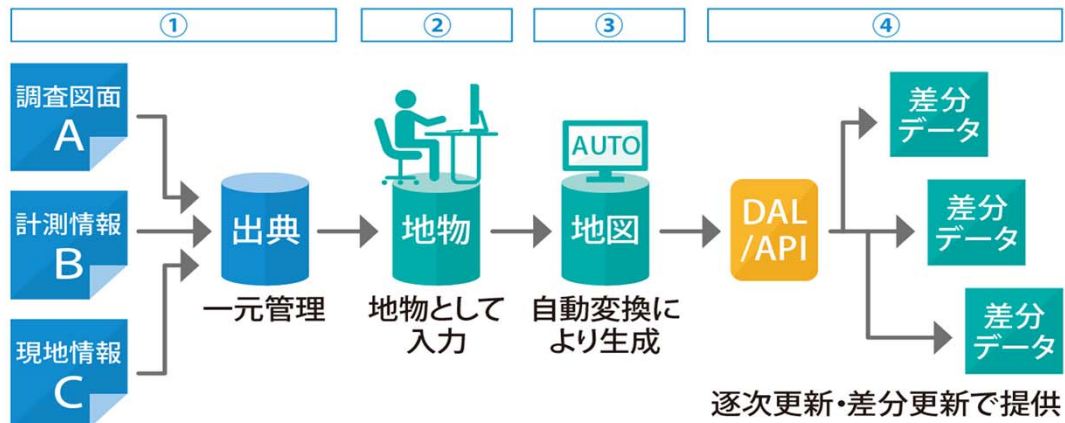 ①
②
③
④
調査図面
A
計測情報
B
現地情報
C
出典
一元管理
地物
地物として
入力
AUTO
地図
自動変換に
より生成
DAL
/API
差分
データ
差分
データ
差分
データ
逐次更新・差分更新で提供